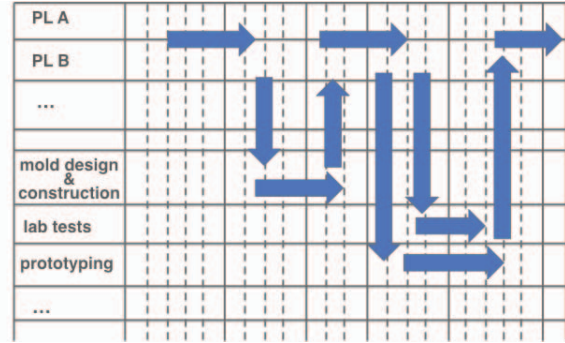 PL A
PL B
...
mold design
&
construction
lab tests
prototyping
...